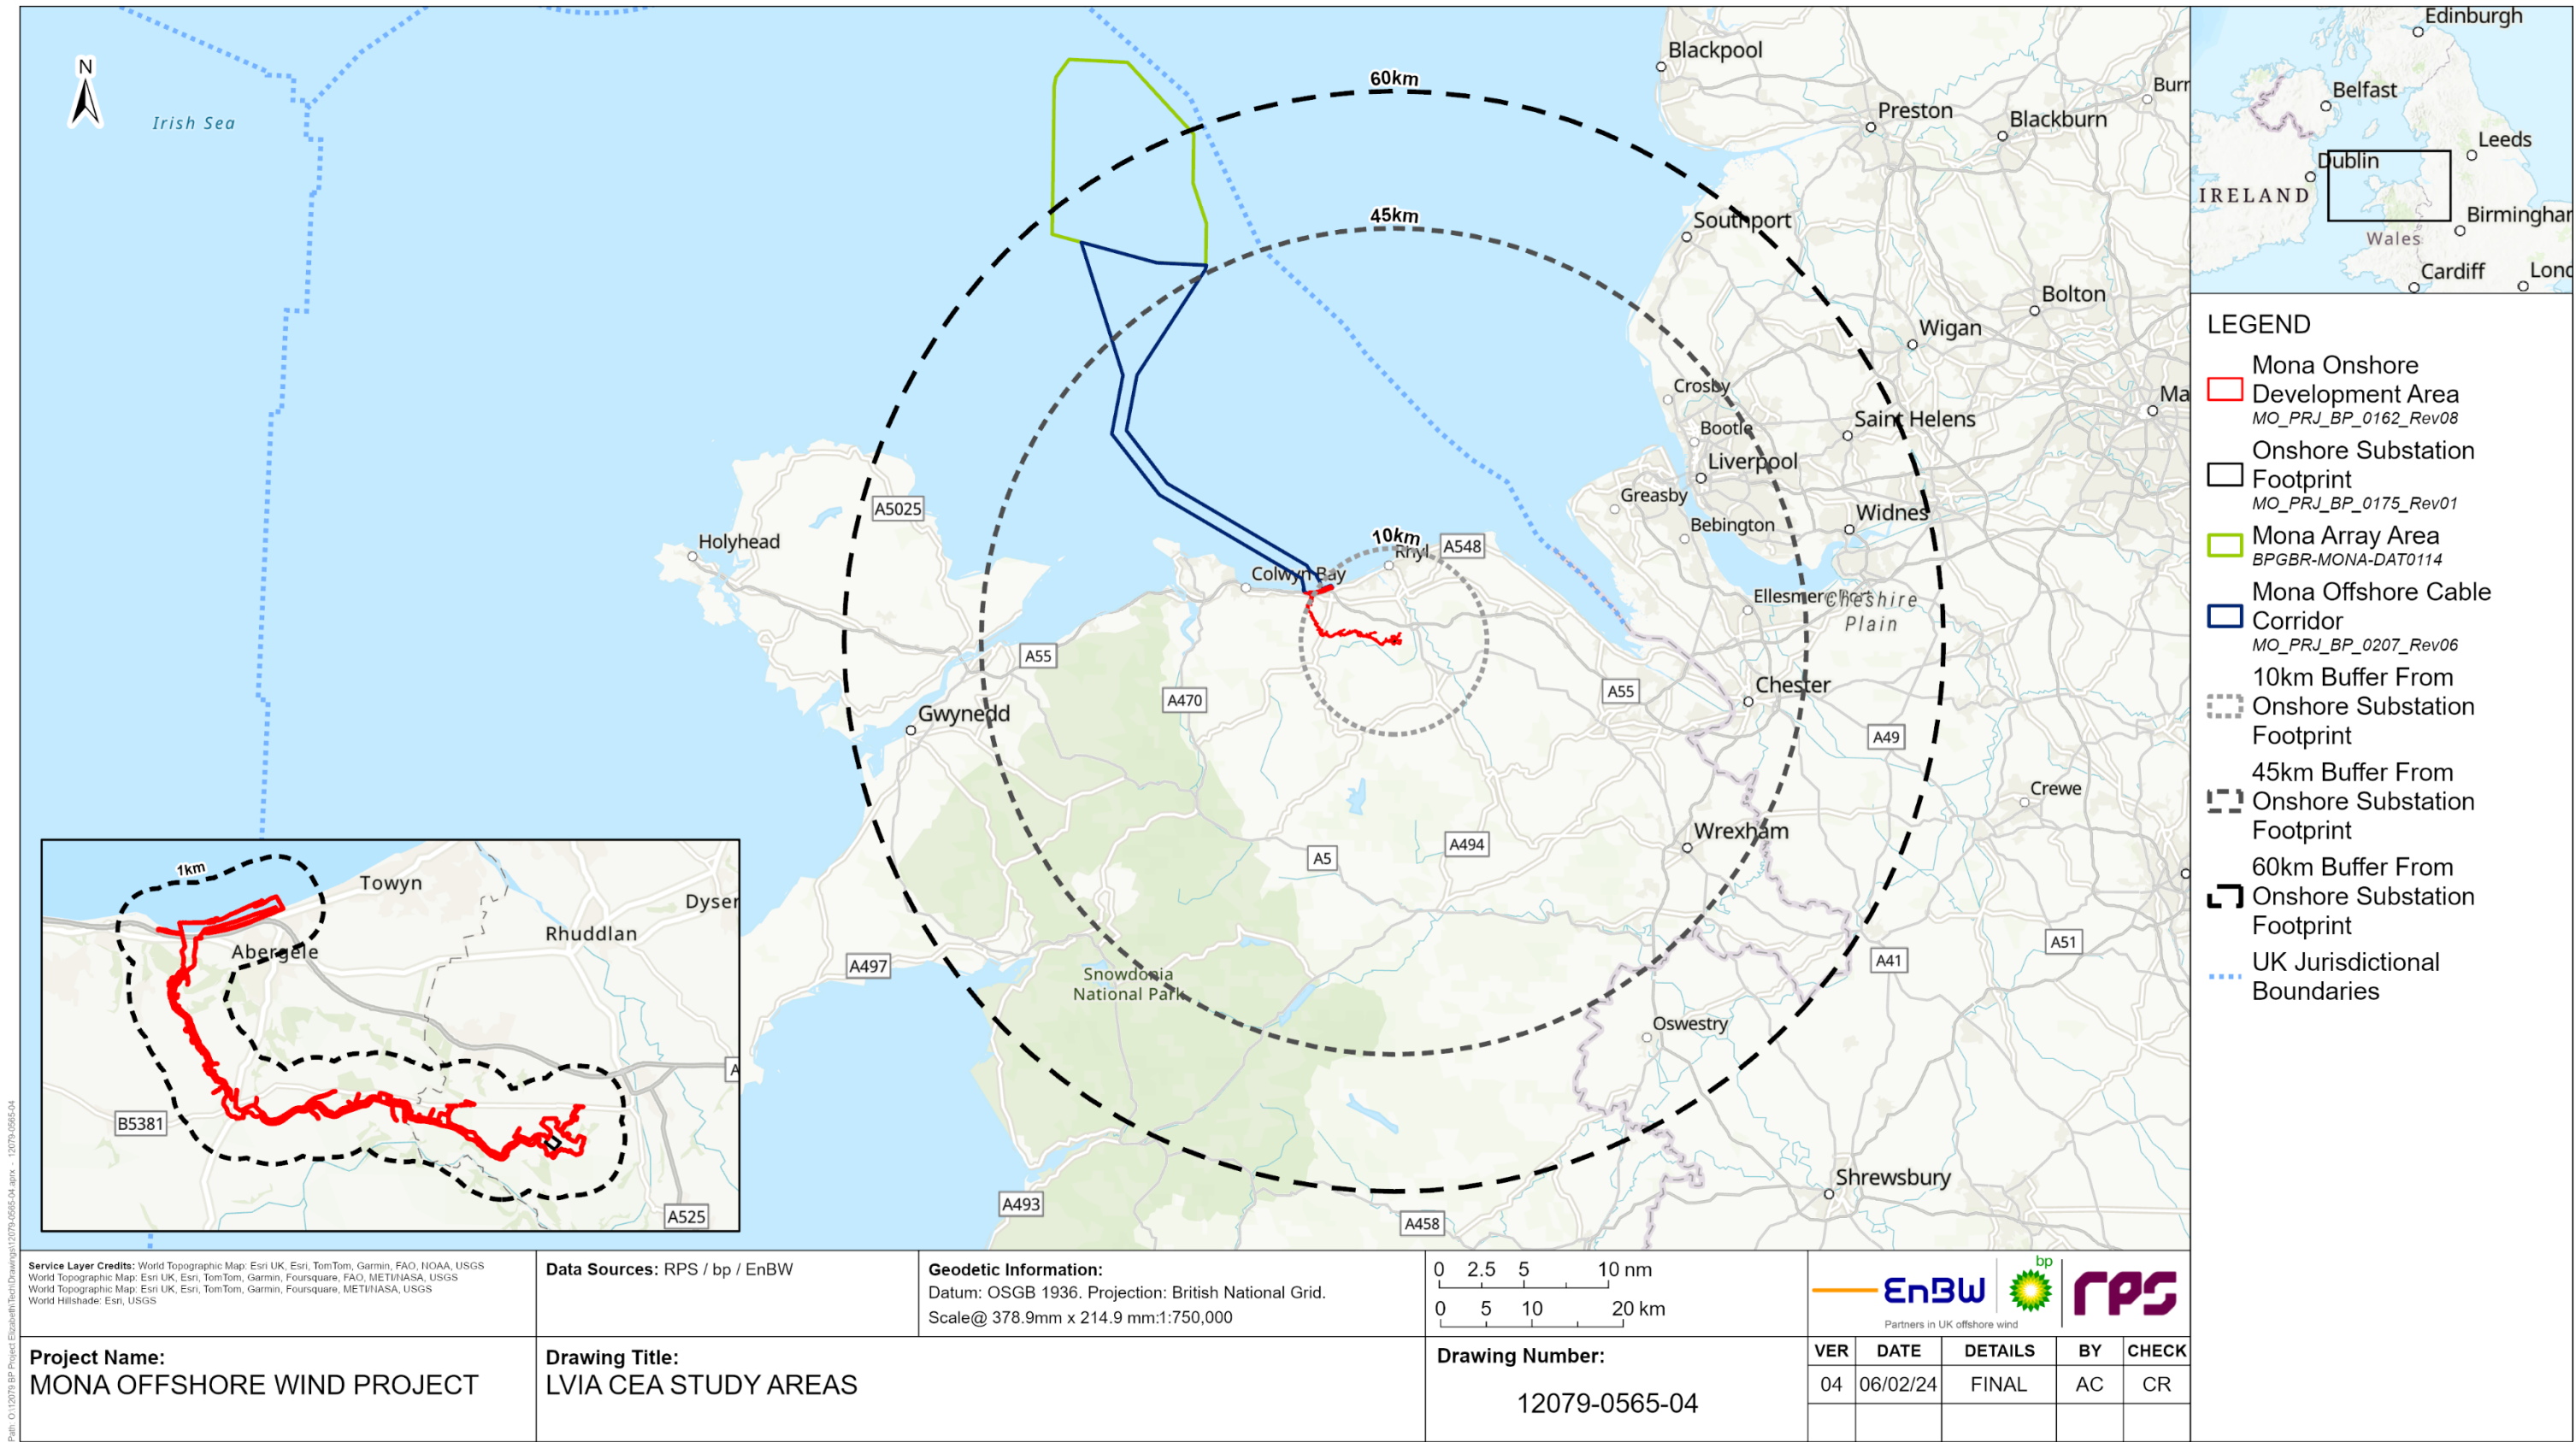 N
Irish Sea
60km
45km
10km
Blackpool
Preston
Blackburn
Burr
Southport
Bolton
Wigan
Crosby
Ma
Saint Helens
Bootle
Liverpool
Greasby
Widnes
Bebington
A5025
Holyhead
Rhyl
A548
Colwyn Bay
Cheshire
Plain
A55
A470
Gwynedd
A55
Chester
A49
Crewe
Wrexham
A494
A5
A497
Snowdonia
National Park
A51
A41
Oswestry
Shrewsbury
A493
A458
1km
Towyn
Dyser
Rhuddlan
Abergele
A
B5381
A525
Edinburgh
Belfast
Leeds
Dublin
IRELAND
Birminghar
Wales
Cardiff
Lond
LEGEND
Mona Onshore
Development Area
MO_PRJ_BP_0162_Rev08
Onshore Substation
Footprint
MO_PRJ_BP_0175_Rev01
Mona Array Area
BPGBR-MONA-DAT0114
Mona Offshore Cable
Corridor
MO_PRJ_BP_0207_Rev06
10km Buffer From
Onshore Substation
Footprint
45km Buffer From
Onshore Substation
Footprint
60km Buffer From
Onshore Substation
Footprint
UK Jurisdictional
Boundaries
Service Layer Credits: World Topographic Map: Esri UK, Esri, TomTom, Garmin, FAO, NOAA, USGS
World Topographic Map: Esri UK, Esri, TomTom, Garmin, Foursquare, FAO, METI/NASA, USGS
World Topographic Map: Esri UK, Esri, TomTom, Garmin, Foursquare, METI/NASA, USGS
World Hillshade: Esri, USGS
Data Sources: RPS / bp / EnBW
Geodetic Information:
Datum: OSGB 1936. Projection: British National Grid.
Scale@ 378.9mm x 214.9 mm:1:750,000
0 2.5 5 10 nm
0 5 10 20 km
EnBW
bp
rps
Partners in UK offshore wind
Project Name:
MONA OFFSHORE WIND PROJECT
Drawing Title:
LVIA CEA STUDY AREAS
Drawing Number:
12079-0565-04
VER DATE DETAILS BY CHECK
04 06/02/24 FINAL AC CR